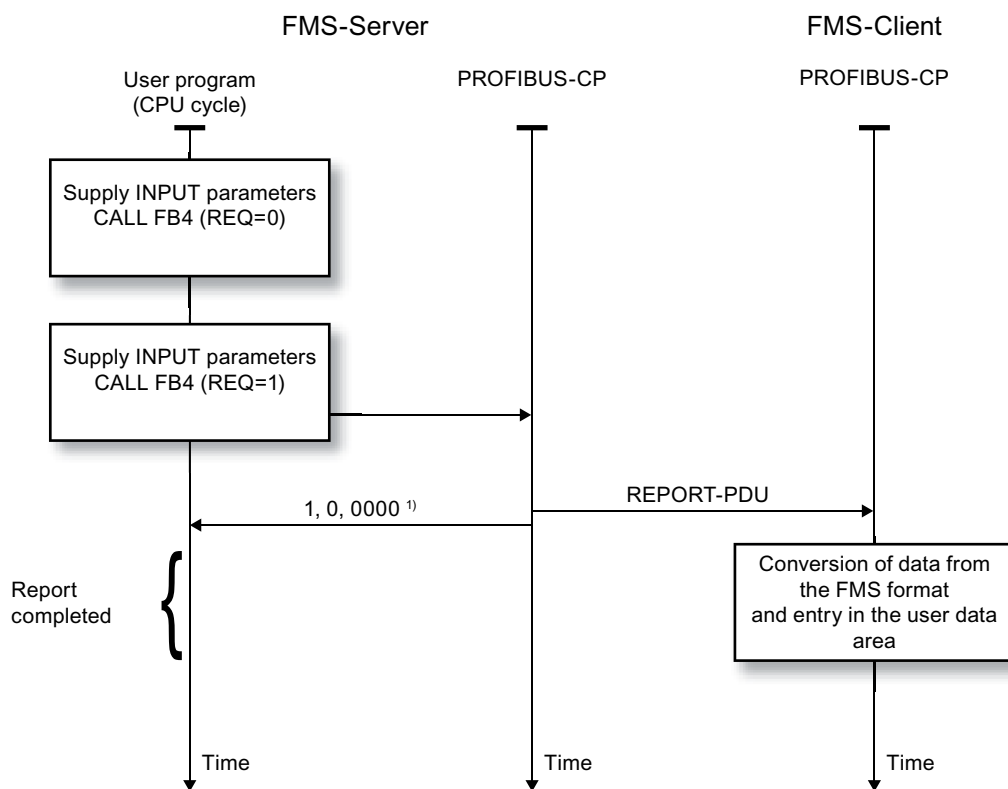 FMS-Server
FMS-Client
User program
(CPU cycle)
PROFIBUS-CP
PROFIBUS-CP
Supply INPUT parameters
CALL FB4 (REQ=0)
Supply INPUT parameters
CALL FB4 (REQ=1)
REPORT-PDU
1, 0, 0000 1)
Conversion of data from
the FMS format
and entry in the user data
area
Report
completed
Time
Time
Time